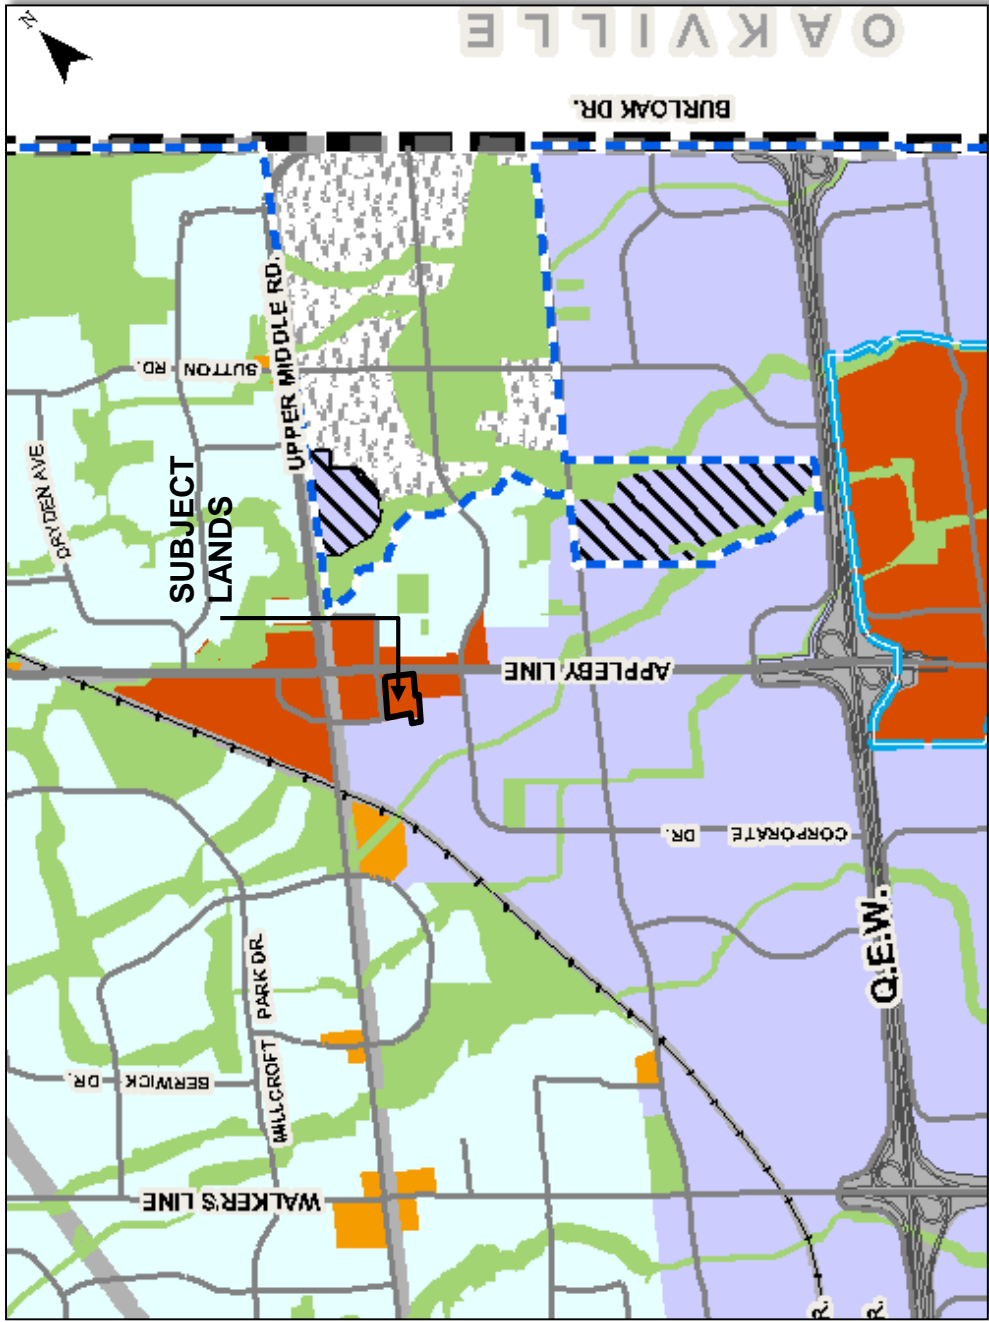 N
OAKVILLE
BURLOAK DR.
UPPER MIDDLE RD.
SUTTON RD.
DRYDEN AVE.
SUBJECT
LANDS
APPLEBY LINE
CORPORATE DR.
Q.E.W.
PARK DR.
MILLCROFT
BERWICK DR.
WALKER'S LINE
R.
R.